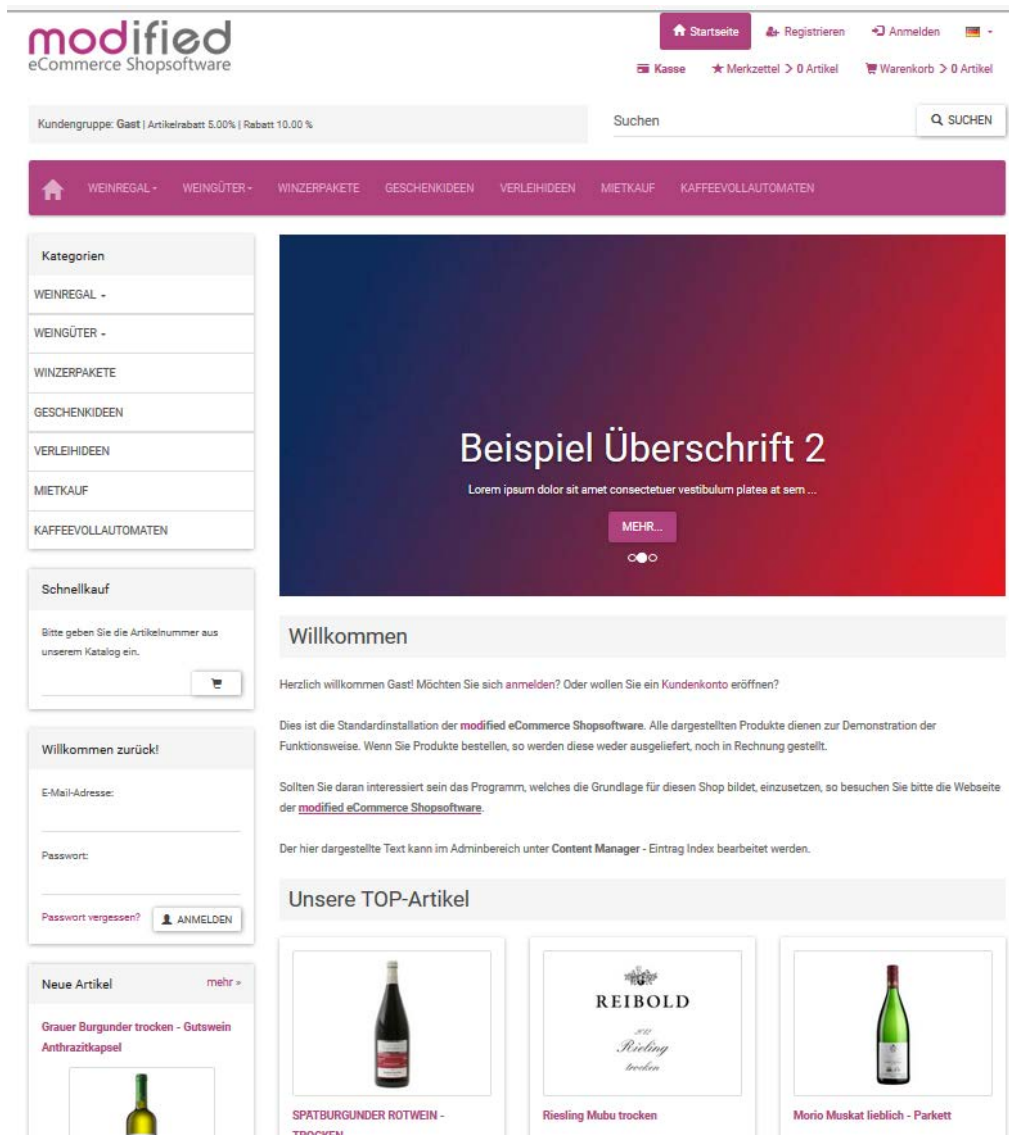 modified
eCommerce Shopsoftware
Startseite Registrieren Anmelden
Kasse Merkzettel > 0 Artikel Warenkorb > 0 Artikel
Kundengruppe: Gast | Artikelrabatt 5.00% | Rabatt 10.00 %
Suchen SUCHEN
WEINREGAL WEINGÜTER WINZERPAKETE GESCHENKIDEEN VERLEIHIDEEN MIETKAUF KAFFEEVOLLAUTOMATEN
Kategorien
WEINREGAL
WEINGÜTER
WINZERPAKETE
GESCHENKIDEEN
VERLEIHIDEEN
MIETKAUF
KAFFEEVOLLAUTOMATEN
Schnellkauf
Bitte geben Sie die Artikelnummer aus
unserem Katalog ein.
Willkommen zurück!
E-Mail-Adresse:
Passwort:
Passwort vergessen? ANMELDEN
Neue Artikel mehr »
Grauer Burgunder trocken - Gutswein
Anthrazitkapsel
Beispiel Überschrift 2
Lorem ipsum dolor sit amet consectetuer vestibulum platea at sem ...
MEHR...
Willkommen
Herzlich willkommen Gast! Möchten Sie sich anmelden? Oder wollen Sie ein Kundenkonto eröffnen?
Dies ist die Standardinstallation der modified eCommerce Shopsoftware. Alle dargestellten Produkte dienen zur Demonstration der
Funktionsweise. Wenn Sie Produkte bestellen, so werden diese weder ausgeliefert, noch in Rechnung gestellt.
Sollten Sie daran interessiert sein das Programm, welches die Grundlage für diesen Shop bildet, einzusetzen, so besuchen Sie bitte die Webseite
der modified eCommerce Shopsoftware.
Der hier dargestellte Text kann im Adminbereich unter Content Manager - Eintrag Index bearbeitet werden.
Unsere TOP-Artikel
REIBOLD
2012
Riesling
trocken
SPÄTBURGUNDER ROTWEIN -
TROCKEN
Riesling Mubu trocken
Morio Muskat lieblich - Parkett